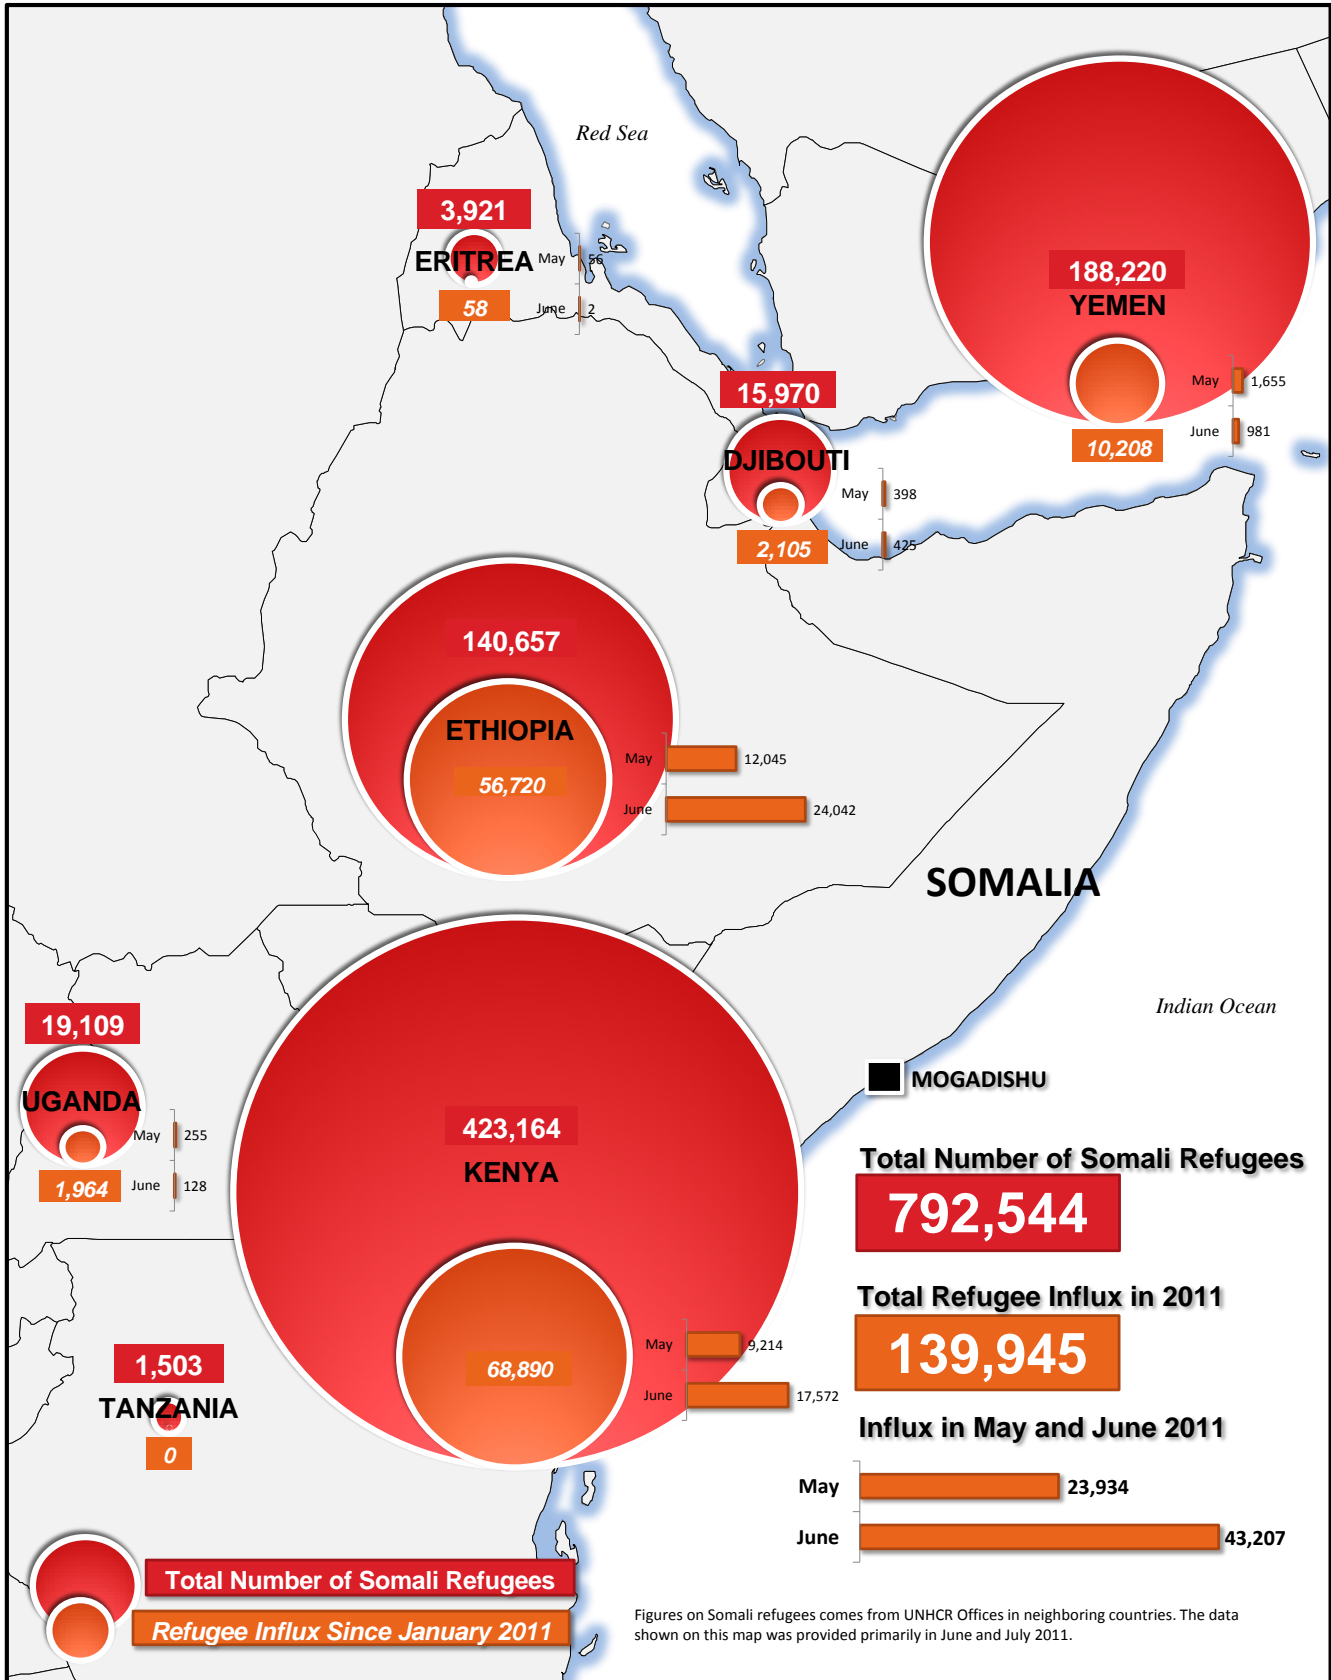 Red Sea
3,921
ERITREA
58
May 56
June 2
188,220
YEMEN
10,208
May 1,655
June 981
15,970
DJIBOUTI
2,105
May 398
June 425
140,657
ETHIOPIA
56,720
May 12,045
June 24,042
SOMALIA
Indian Ocean
MOGADISHU
19,109
UGANDA
1,964
May 255
June 128
423,164
KENYA
68,890
May 9,214
June 17,572
1,503
TANZANIA
0
Total Number of Somali Refugees
792,544
Total Refugee Influx in 2011
139,945
Influx in May and June 2011
May 23,934
June 43,207
Total Number of Somali Refugees
Refugee Influx Since January 2011
Figures on Somali refugees comes from UNHCR Offices in neighboring countries. The data
shown on this map was provided primarily in June and July 2011.